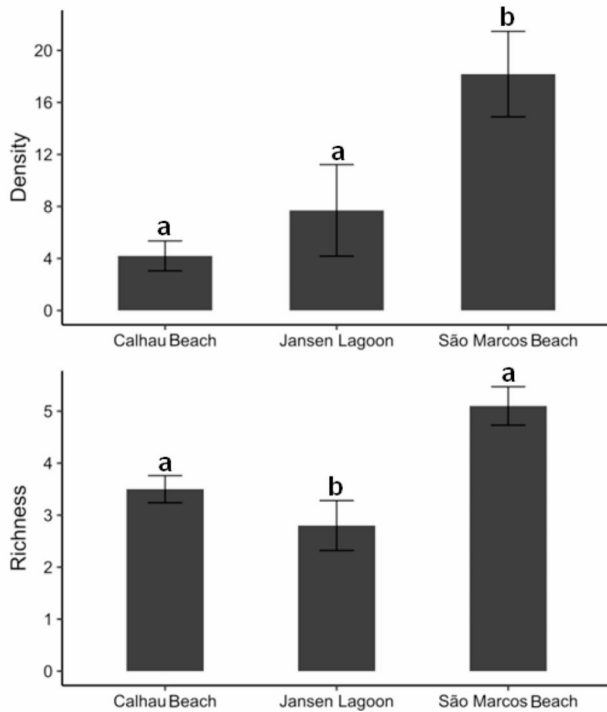 b
20
16
a
12
Density
8
a
4
0
Calhau Beach Jansen Lagoon São Marcos Beach
a
5
a
4
b
3
Richness
2
1
0
Calhau Beach Jansen Lagoon São Marcos Beach